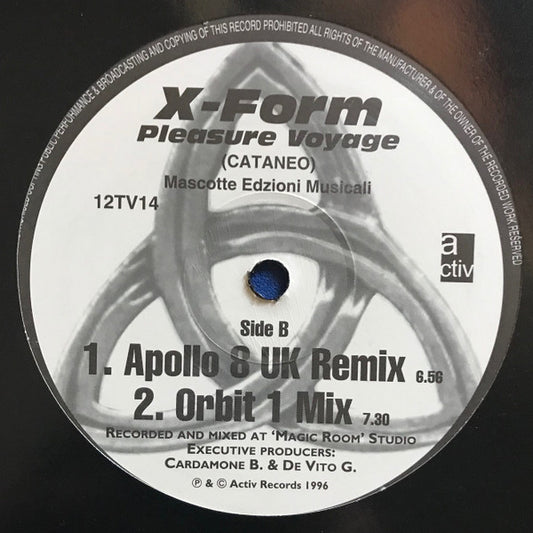 PUBLIC PERFORMANCE & BROADCASTING AND COPYING OF THIS RECORD PROHIBITED ALL RIGHTS OF THE MANUFACTURER & OF THE OWNER OF THE RECORDED WORK RESERVED
X-Form
Pleasure Voyage
(CATANEO)
Mascotte Edzioni Musicali
12TV14
a
ctiv
Side B
1. Apollo 8 UK Remix 6.56
2. Orbit 1 Mix 7.30
RECORDED AND MIXED AT 'MAGIC ROOM' STUDIO
EXECUTIVE PRODUCERS:
CARDAMONE B. & DE VITO G.
℗ & © Activ Records 1996